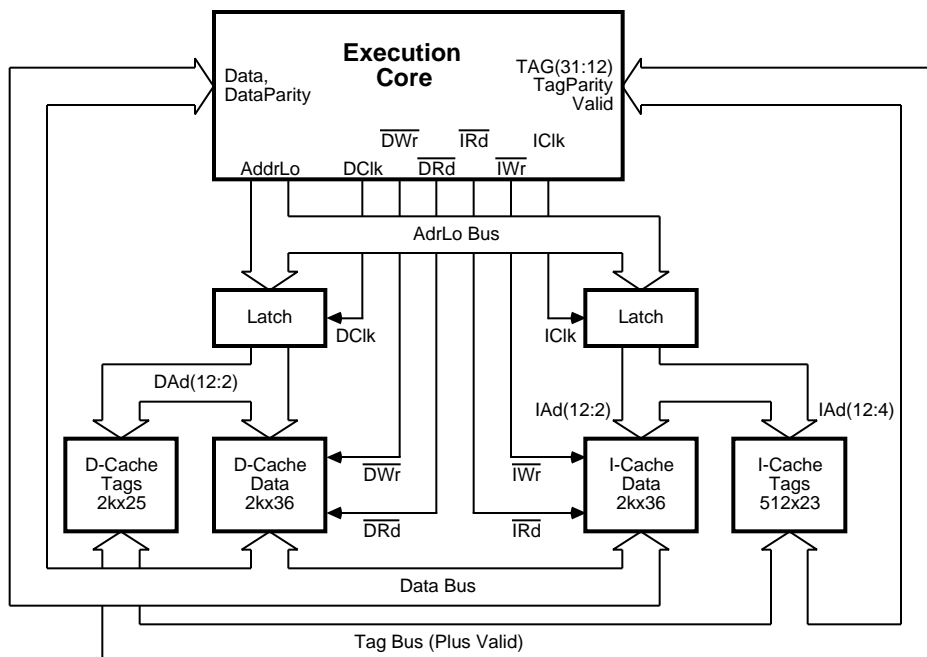 Execution
Core
Data,
DataParity
TAG(31:12)
TagParity
Valid
DWr
IRd
IClk
AddrLo
DClk
DRd
IWr
AdrLo Bus
Latch
Latch
DClk
IClk
DAd(12:2)
IAd(12:2)
IAd(12:4)
D-Cache
Tags
2kx25
D-Cache
Data
2kx36
DWr
DRd
IWr
IRd
I-Cache
Data
2kx36
I-Cache
Tags
512x23
Data Bus
Tag Bus (Plus Valid)